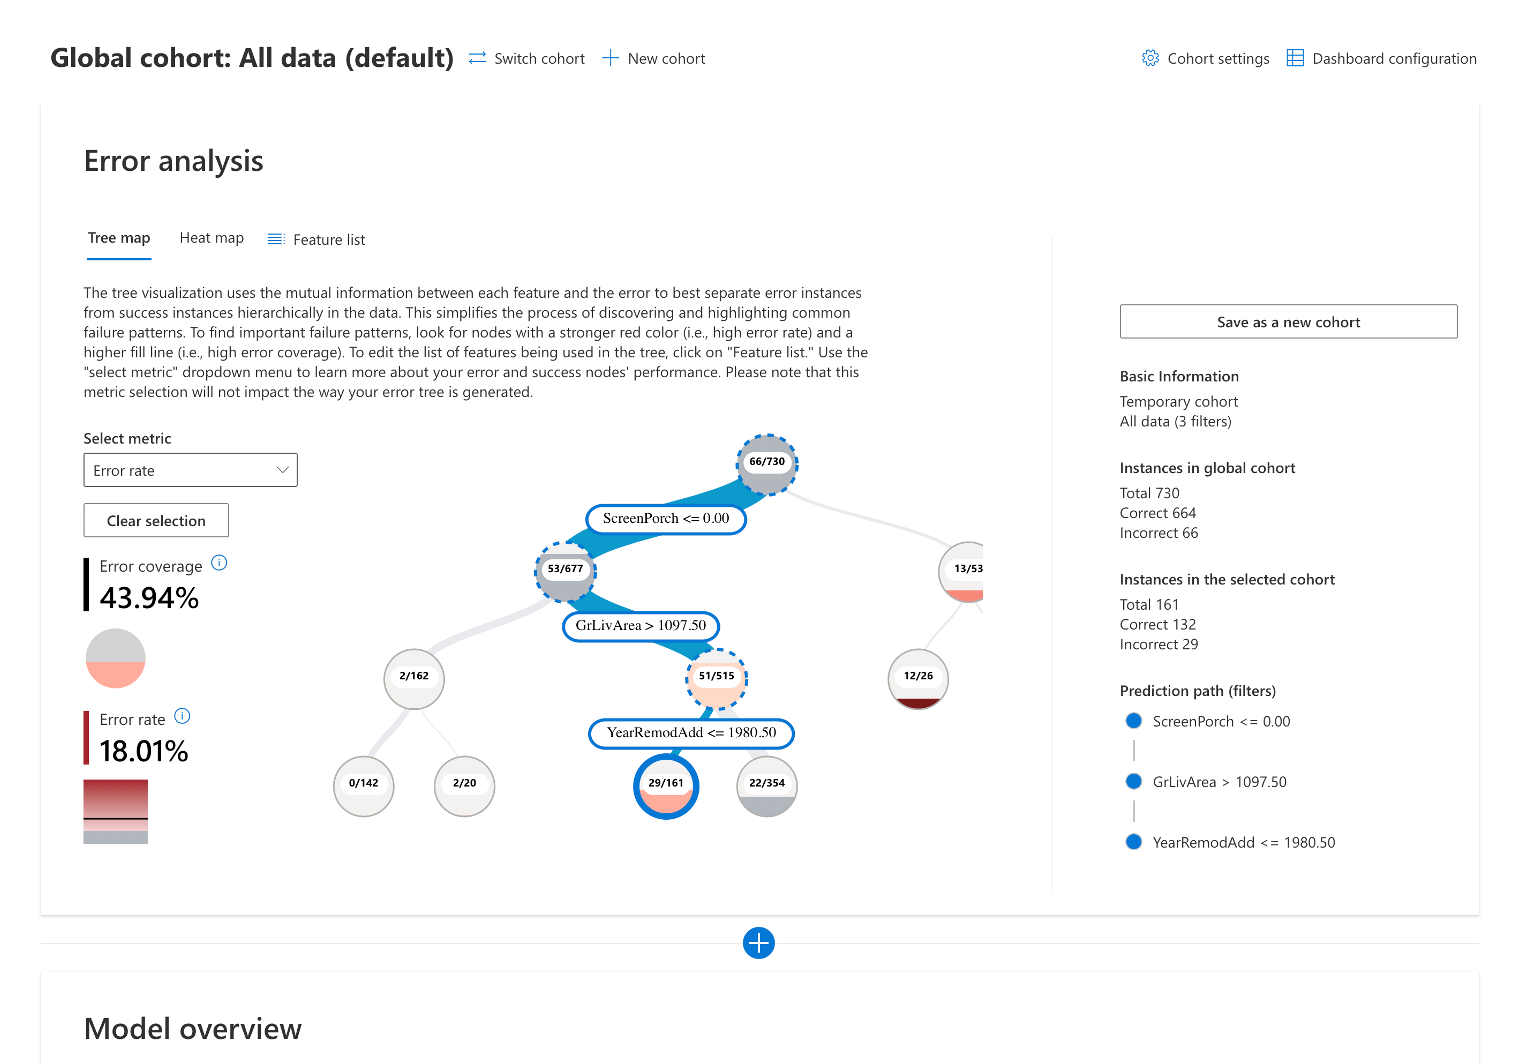 Global cohort: All data (default)
Switch cohort
New cohort
Cohort settings
Dashboard configuration
Error analysis
Tree map
Heat map
Feature list
The tree visualization uses the mutual information between each feature and the error to best separate error instances
from success instances hierarchically in the data. This simplifies the process of discovering and highlighting common
failure patterns. To find important failure patterns, look for nodes with a stronger red color (i.e., high error rate) and a
higher fill line (i.e., high error coverage). To edit the list of features being used in the tree, click on "Feature list." Use the
"select metric" dropdown menu to learn more about your error and success nodes' performance. Please note that this
metric selection will not impact the way your error tree is generated.
Select metric
Error rate
Clear selection
Error coverage
43.94%
Error rate
18.01%
66/730
ScreenPorch <= 0.00
53/677
13/53
GrLivArea > 1097.50
2/162
51/515
12/26
YearRemodAdd <= 1980.50
0/142
2/20
29/161
22/354
Save as a new cohort
Basic Information
Temporary cohort
All data (3 filters)
Instances in global cohort
Total 730
Correct 664
Incorrect 66
Instances in the selected cohort
Total 161
Correct 132
Incorrect 29
Prediction path (filters)
ScreenPorch <= 0.00
GrLivArea > 1097.50
YearRemodAdd <= 1980.50
Model overview